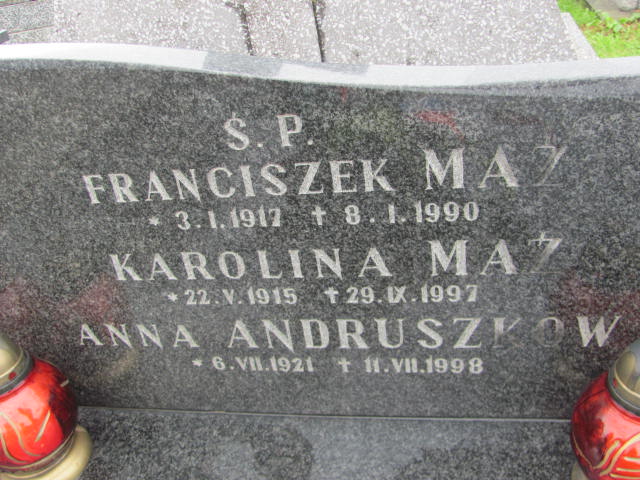 Ś. P.
FRANCISZEK MAŻ
* 3.I.1917 † 8.I.1990
KAROLINA MAŻ
* 22.V.1915 † 29.IX.1997
ANNA ANDRUSZKOW
* 6.VII.1921 † 11.VII.1998